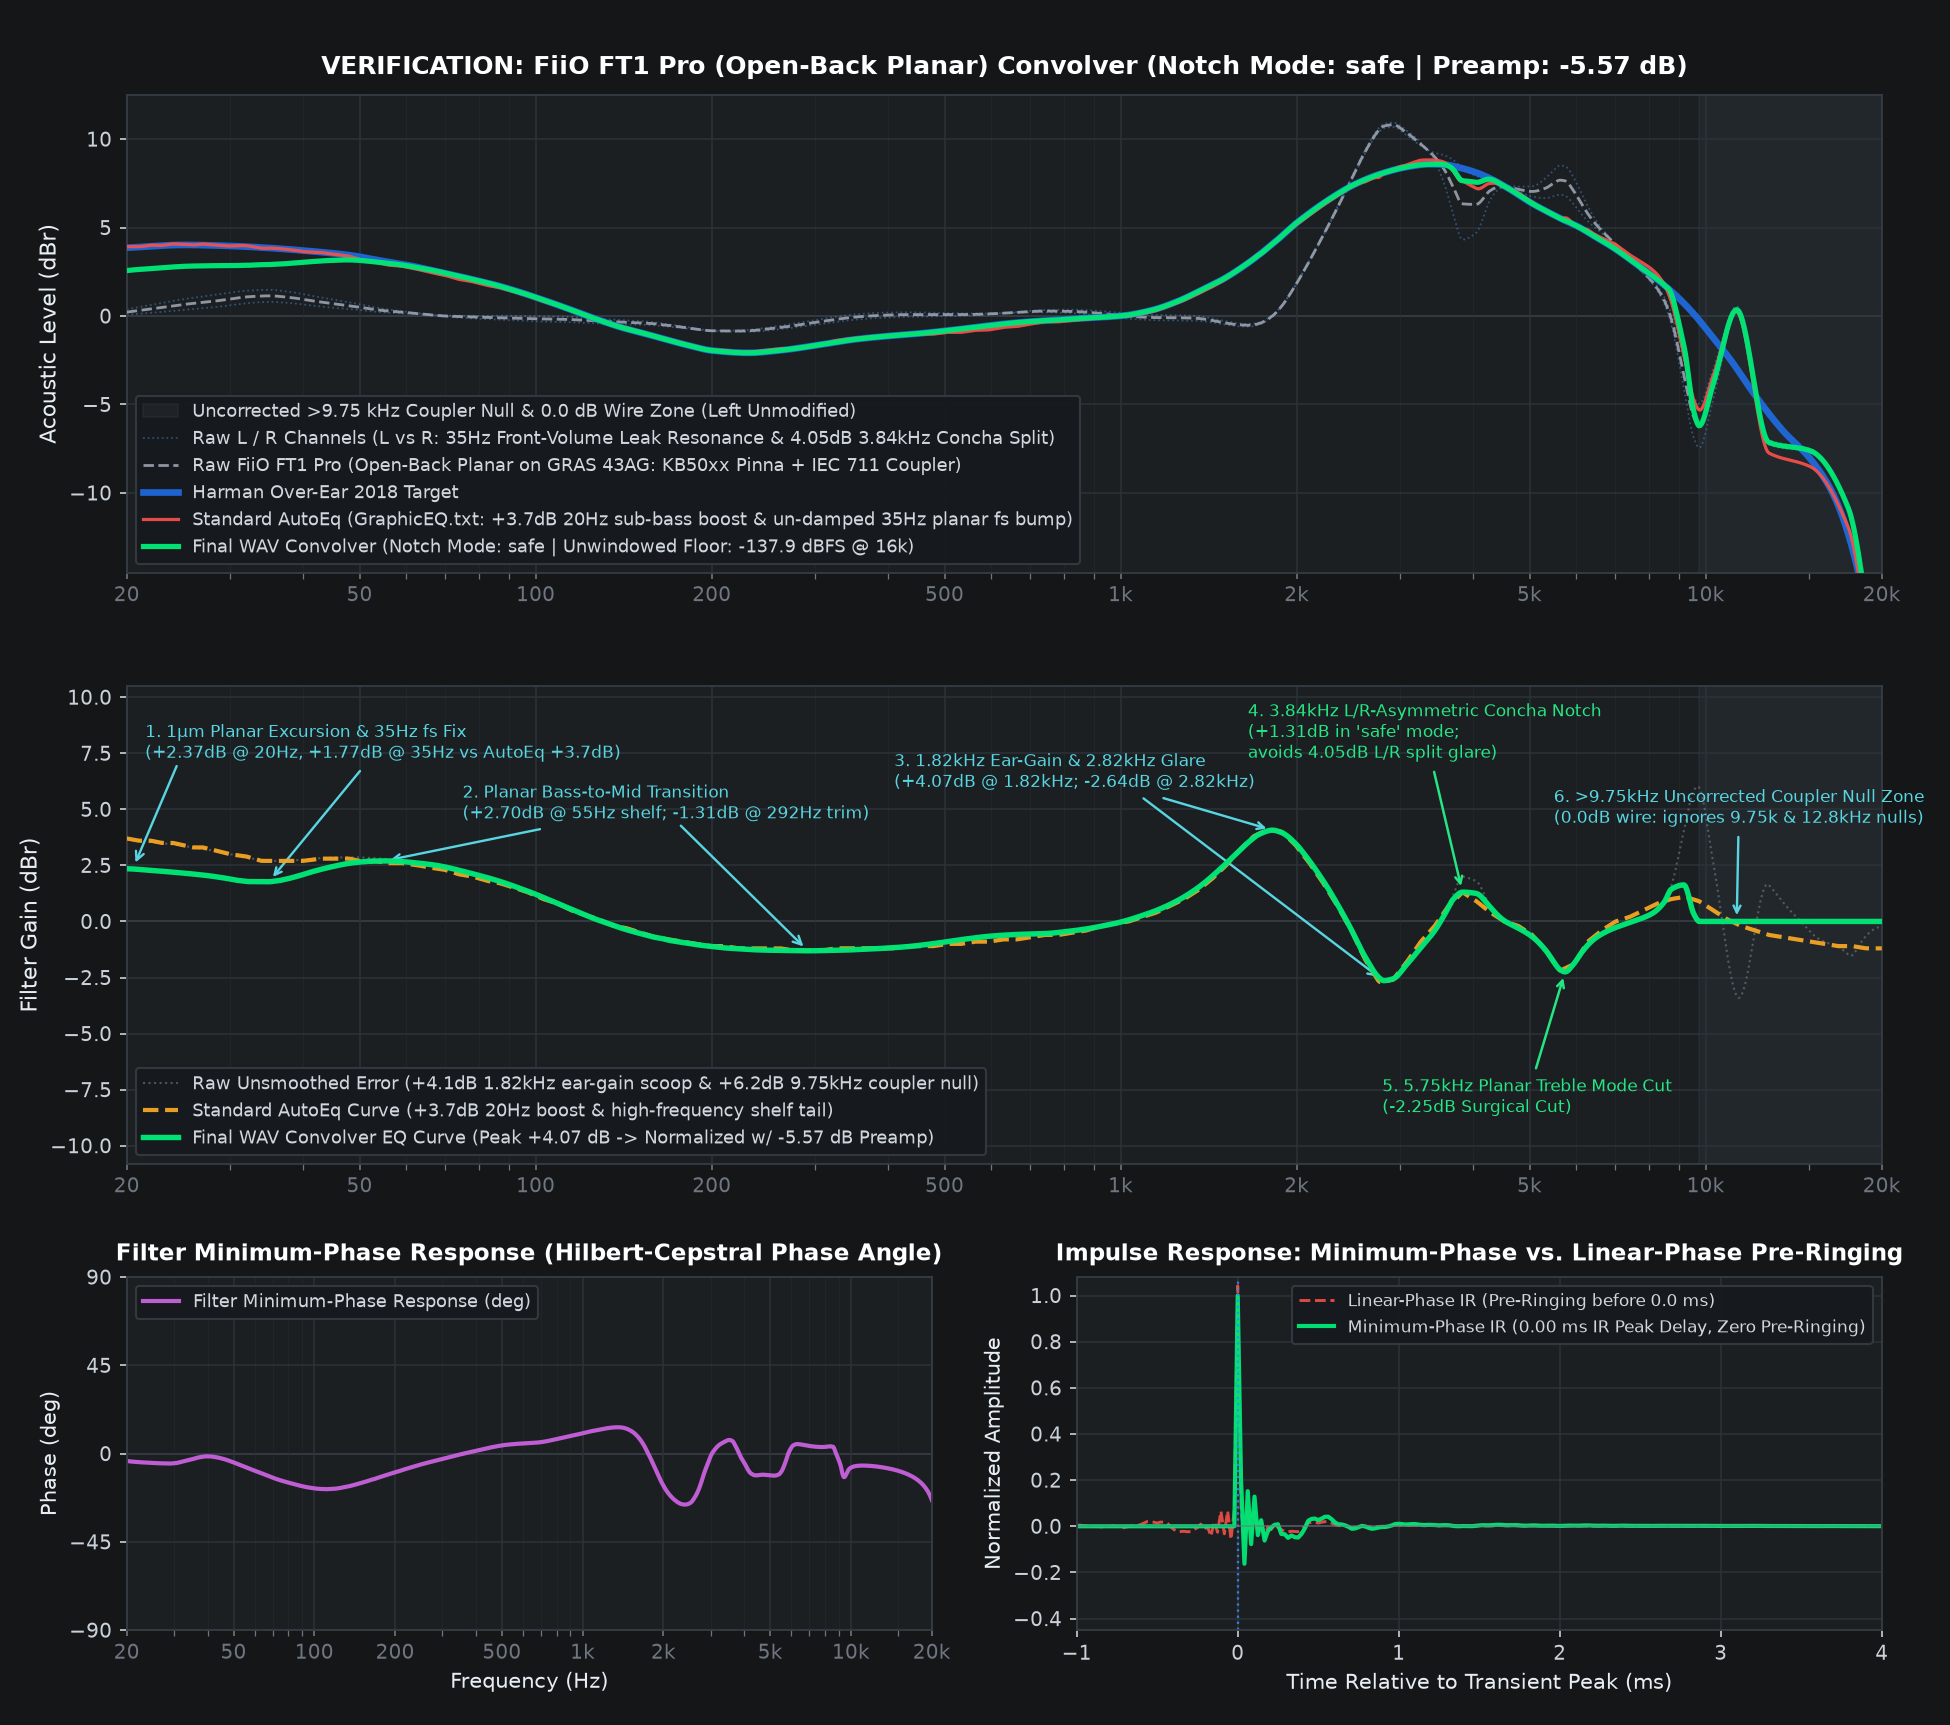 VERIFICATION: FiiO FT1 Pro (Open-Back Planar) Convolver (Notch Mode: safe | Preamp: -5.57 dB)
Acoustic Level (dBr)
10
5
0
−5
−10
Uncorrected >9.75 kHz Coupler Null & 0.0 dB Wire Zone (Left Unmodified)
Raw L / R Channels (L vs R: 35Hz Front-Volume Leak Resonance & 4.05dB 3.84kHz Concha Split)
Raw FiiO FT1 Pro (Open-Back Planar on GRAS 43AG: KB50xx Pinna + IEC 711 Coupler)
Harman Over-Ear 2018 Target
Standard AutoEq (GraphicEQ.txt: +3.7dB 20Hz sub-bass boost & un-damped 35Hz planar fs bump)
Final WAV Convolver (Notch Mode: safe | Unwindowed Floor: -137.9 dBFS @ 16k)
20 50 100 200 500 1k 2k 5k 10k 20k
Filter Gain (dBr)
10.0
7.5
5.0
2.5
0.0
−2.5
−5.0
−7.5
−10.0
1. 1µm Planar Excursion & 35Hz fs Fix
(+2.37dB @ 20Hz, +1.77dB @ 35Hz vs AutoEq +3.7dB)
2. Planar Bass-to-Mid Transition
(+2.70dB @ 55Hz shelf; -1.31dB @ 292Hz trim)
3. 1.82kHz Ear-Gain & 2.82kHz Glare
(+4.07dB @ 1.82kHz; -2.64dB @ 2.82kHz)
4. 3.84kHz L/R-Asymmetric Concha Notch
(+1.31dB in 'safe' mode;
avoids 4.05dB L/R split glare)
6. >9.75kHz Uncorrected Coupler Null Zone
(0.0dB wire: ignores 9.75k & 12.8kHz nulls)
5. 5.75kHz Planar Treble Mode Cut
(-2.25dB Surgical Cut)
Raw Unsmoothed Error (+4.1dB 1.82kHz ear-gain scoop & +6.2dB 9.75kHz coupler null)
Standard AutoEq Curve (+3.7dB 20Hz boost & high-frequency shelf tail)
Final WAV Convolver EQ Curve (Peak +4.07 dB -> Normalized w/ -5.57 dB Preamp)
20 50 100 200 500 1k 2k 5k 10k 20k
Filter Minimum-Phase Response (Hilbert-Cepstral Phase Angle)
Phase (deg)
90
45
0
−45
−90
Filter Minimum-Phase Response (deg)
20 50 100 200 500 1k 2k 5k 10k 20k
Frequency (Hz)
Impulse Response: Minimum-Phase vs. Linear-Phase Pre-Ringing
Normalized Amplitude
1.0
0.8
0.6
0.4
0.2
0.0
−0.2
−0.4
Linear-Phase IR (Pre-Ringing before 0.0 ms)
Minimum-Phase IR (0.00 ms IR Peak Delay, Zero Pre-Ringing)
−1 0 1 2 3 4
Time Relative to Transient Peak (ms)